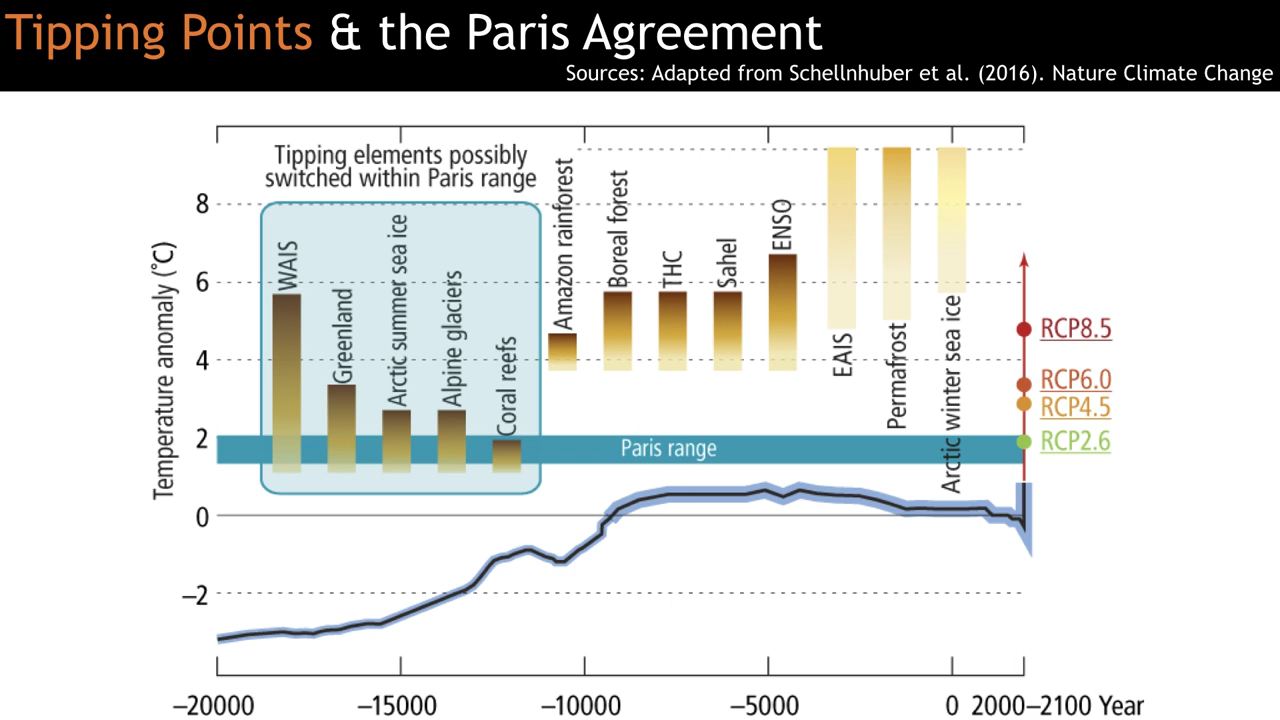 Tipping Points & the Paris Agreement
Sources: Adapted from Schellnhuber et al. (2016). Nature Climate Change
Tipping elements possibly
switched within Paris range
Temperature anomaly (°C)
8
6
4
2
0
−2
WAIS
Greenland
Arctic summer sea ice
Alpine glaciers
Coral reefs
Amazon rainforest
Boreal forest
THC
Sahel
ENSO
EAIS
Permafrost
Arctic winter sea ice
Paris range
RCP8.5
RCP6.0
RCP4.5
RCP2.6
−20000 −15000 −10000 −5000 0 2000−2100 Year